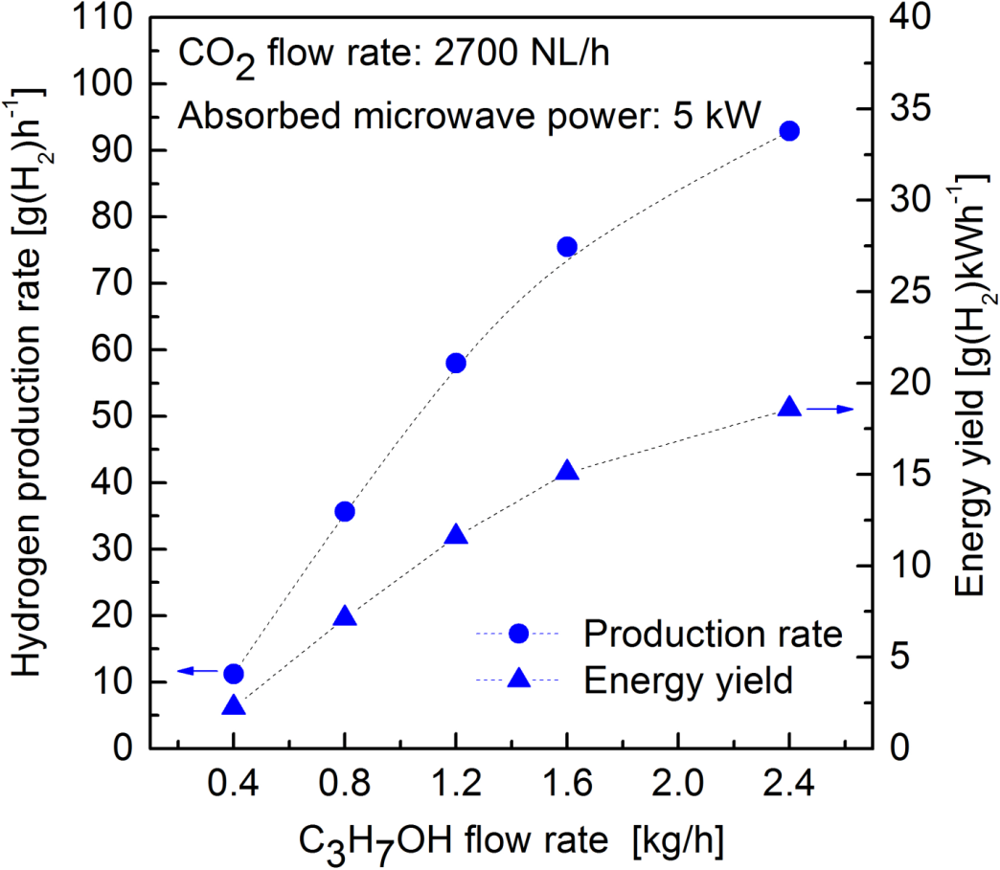 CO2 flow rate: 2700 NL/h
Absorbed microwave power: 5 kW
Hydrogen production rate [g(H2)h-1]
110
100
90
80
70
60
50
40
30
20
10
0
Energy yield [g(H2)kWh-1]
40
35
30
25
20
15
10
5
0
Production rate
Energy yield
0.4 0.8 1.2 1.6 2.0 2.4
C3H7OH flow rate [kg/h]